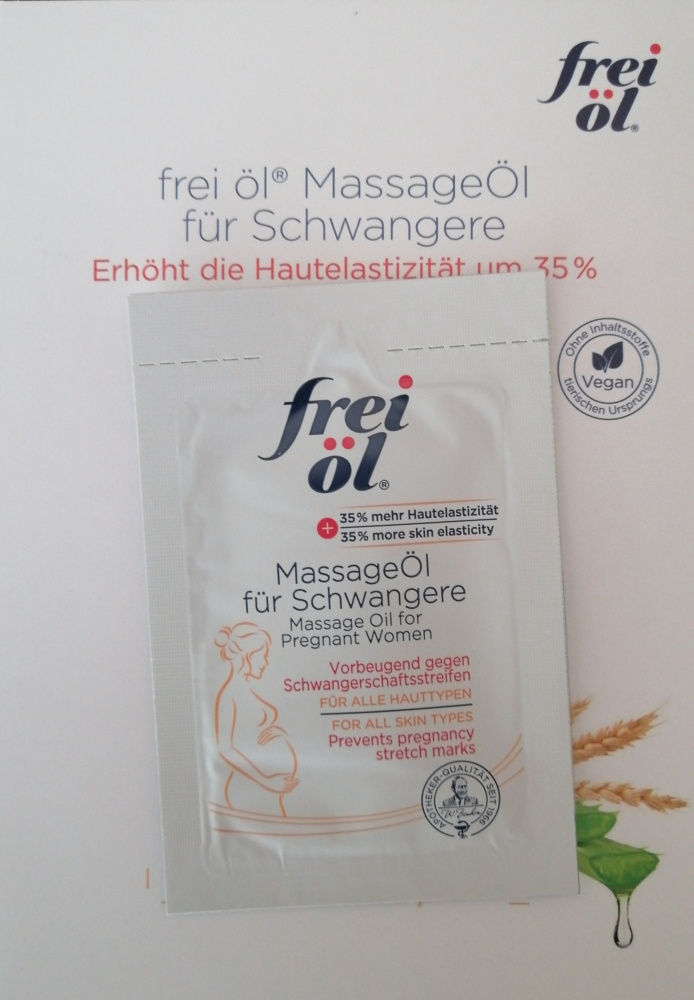 frei
öl®
frei öl® MassageÖl
für Schwangere
Erhöht die Hautelastizität um 35%
Ohne Inhaltsstoffe
Vegan
tierischen Ursprungs
frei
öl®
+
35% mehr Hautelastizität
35% more skin elasticity
MassageÖl
für Schwangere
Massage Oil for
Pregnant Women
Vorbeugend gegen
Schwangerschaftsstreifen
FÜR ALLE HAUTTYPEN
FOR ALL SKIN TYPES
Prevents pregnancy
stretch marks
APOTHEKER-QUALITÄT SEIT 1966